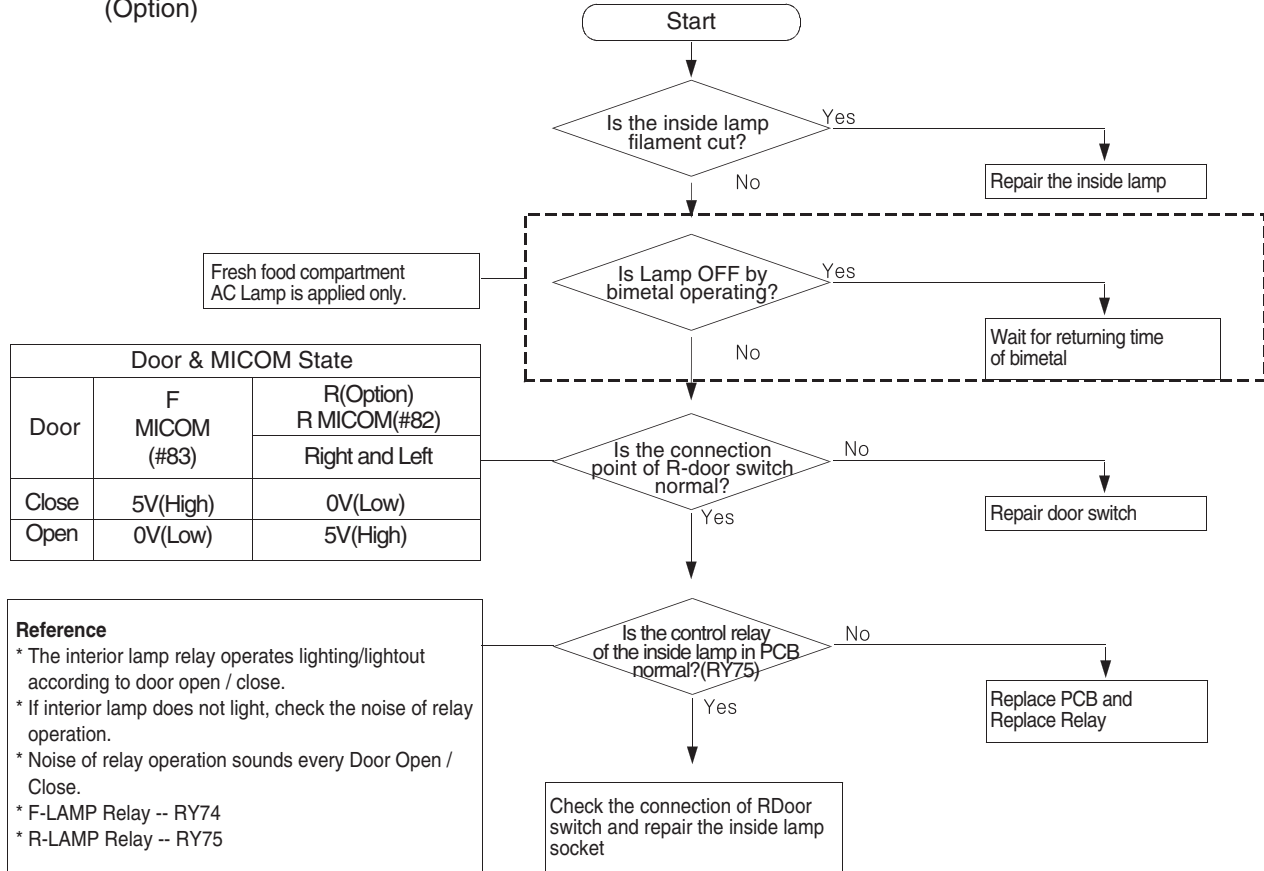 (Option)
Start
Is the inside lamp
filament cut?
Yes
No
Repair the inside lamp
Fresh food compartment
AC Lamp is applied only.
Is Lamp OFF by
bimetal operating?
Yes
No
Wait for returning time
of bimetal
Door & MICOM State
Door
F
MICOM
(#83)
R(Option)
R MICOM(#82)
Right and Left
Close 5V(High) 0V(Low)
Open 0V(Low) 5V(High)
Is the connection
point of R-door switch
normal?
No
Yes
Repair door switch
Reference
* The interior lamp relay operates lighting/lightout
according to door open / close.
* If interior lamp does not light, check the noise of relay
operation.
* Noise of relay operation sounds every Door Open /
Close.
* F-LAMP Relay -- RY74
* R-LAMP Relay -- RY75
Is the control relay
of the inside lamp in PCB
normal?(RY75)
No
Yes
Replace PCB and
Replace Relay
Check the connection of RDoor
switch and repair the inside lamp
socket